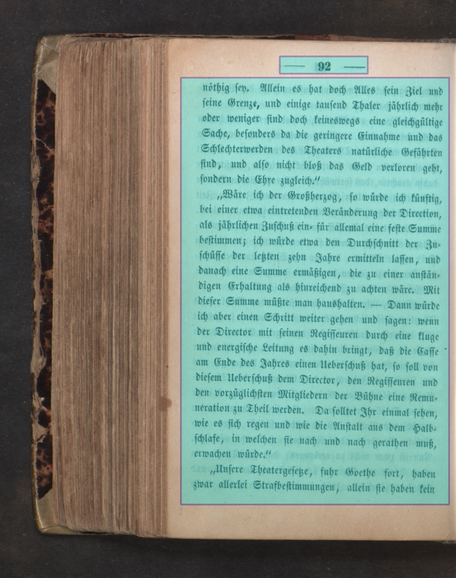 — 92 —
nöthig sey. Allein es hat doch Alles sein Ziel und
seine Grenze, und einige tausend Thaler jährlich mehr
oder weniger sind doch keineswegs eine gleichgültige
Sache, besonders da die geringere Einnahme und das
Schlechterwerden des Theaters natürliche Gefährten
sind, und also nicht bloß das Geld verloren geht,
sondern die Ehre zugleich.“
„Wäre ich der Großherzog, so würde ich künftig,
bei einer etwa eintretenden Veränderung der Direction,
als jährlichen Zuschuß ein- für allemal eine feste Summe
bestimmen; ich würde etwa den Durchschnitt der Zu-
schüsse der letzten zehn Jahre ermitteln lassen, und
danach eine Summe ermäßigen, die zu einer anstän-
digen Erhaltung als hinreichend zu achten wäre. Mit
dieser Summe müßte man haushalten. — Dann würde
ich aber einen Schritt weiter gehen und sagen: wenn
der Director mit seinen Regisseuren durch eine kluge
und energische Leitung es dahin bringt, daß die Casse
am Ende des Jahres einen Ueberschuß hat, so soll von
diesem Ueberschuß dem Director, den Regisseuren und
den vorzüglichsten Mitgliedern der Bühne eine Remu-
neration zu Theil werden. Da solltet Ihr einmal sehen,
wie es sich regen und wie die Anstalt aus dem Halb-
schlafe, in welchen sie nach und nach gerathen muß,
erwachen würde.“
„Unsere Theatergesetze, fuhr Goethe fort, haben
zwar allerlei Strafbestimmungen, allein sie haben kein